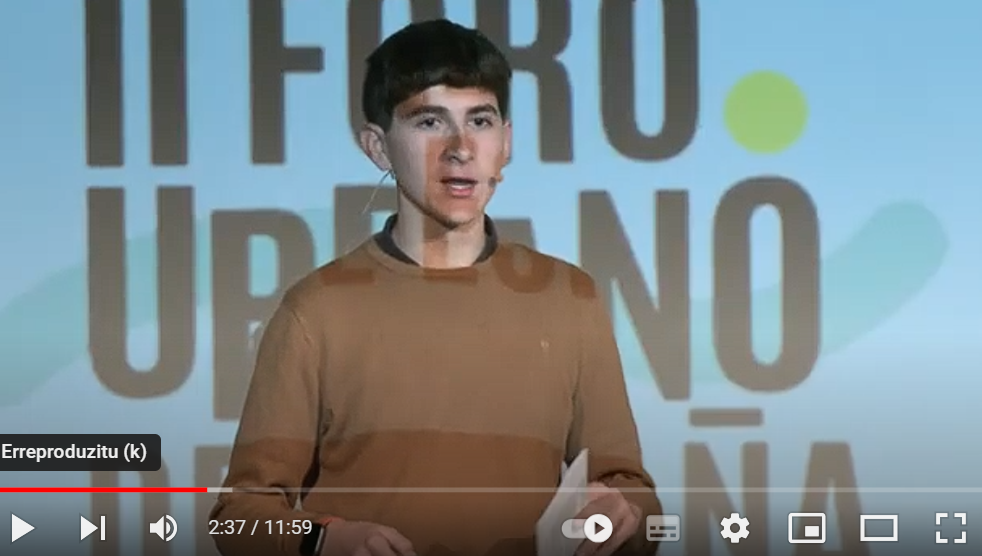 II FORO
URBANO
Erreproduzitu (k)
2:37 / 11:59